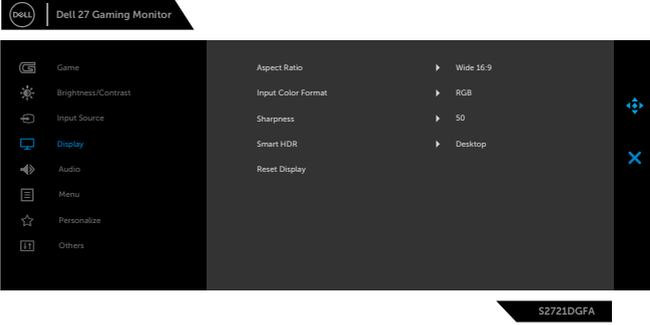 DELL Dell 27 Gaming Monitor
Game
Brightness/Contrast
Input Source
Display
Audio
Menu
Personalize
Others
Aspect Ratio Wide 16:9
Input Color Format RGB
Sharpness 50
Smart HDR Desktop
Reset Display
S2721DGFA